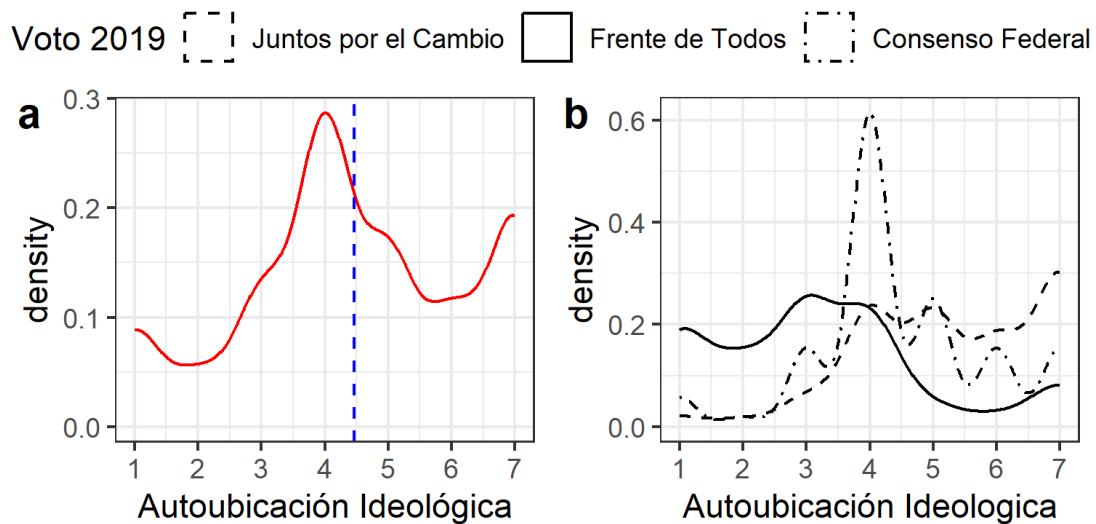 Voto 2019 Juntos por el Cambio Frente de Todos Consenso Federal
a
0.3
0.2
0.1
0.0
density
1 2 3 4 5 6 7
Autoubicación Ideológica
b
0.6
0.4
0.2
0.0
density
1 2 3 4 5 6 7
Autoubicación Ideologica